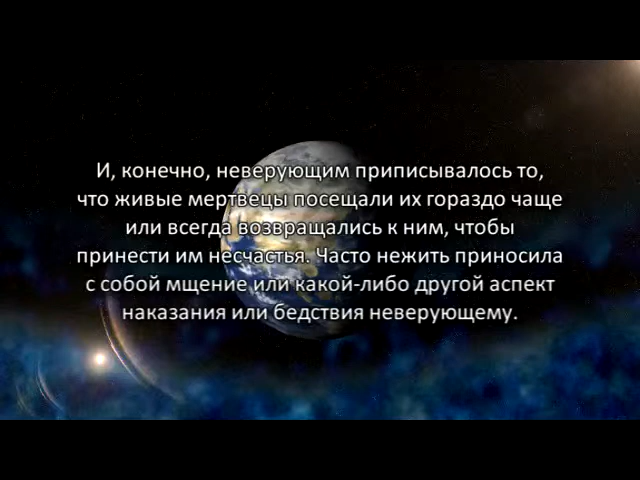 И, конечно, неверующим приписывалось то,
что живые мертвецы посещали их гораздо чаще
или всегда возвращались к ним, чтобы
принести им несчастья. Часто нежить приносила
с собой мщение или какой-либо другой аспект
наказания или бедствия неверующему.